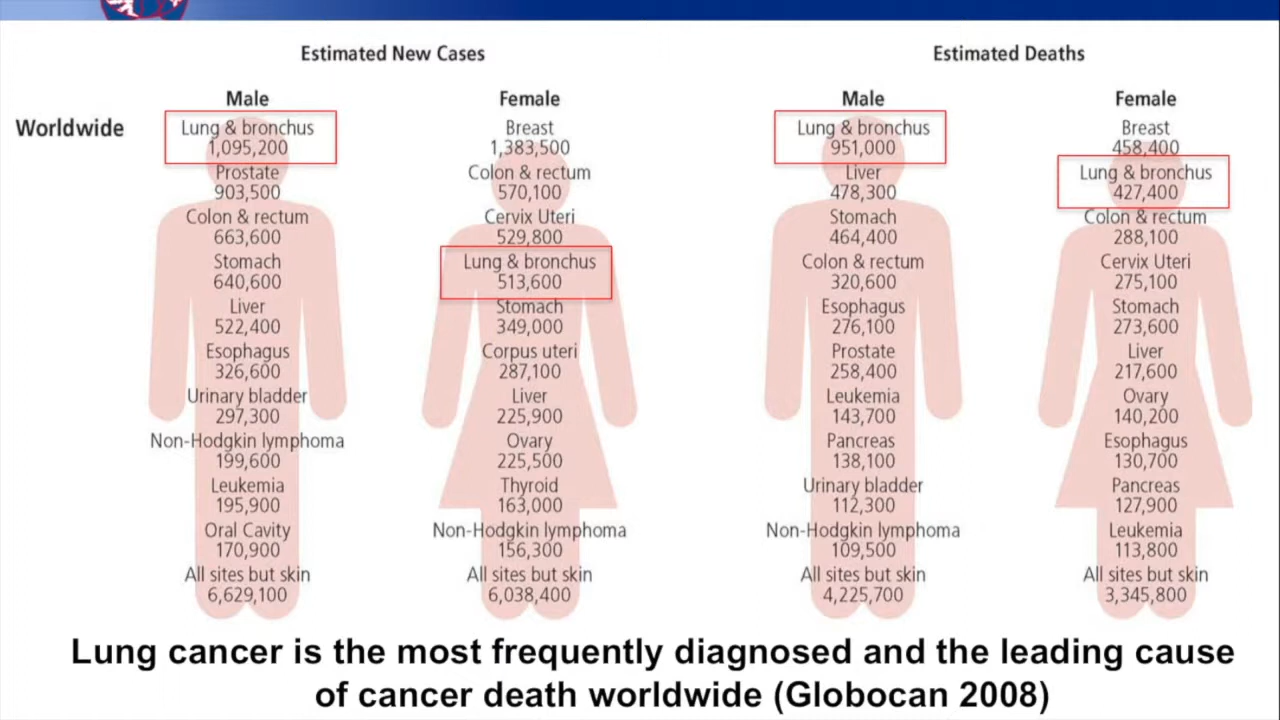 Estimated New Cases
Estimated Deaths
Male
Female
Male
Female
Worldwide
Lung & bronchus
1,095,200
Prostate
903,500
Colon & rectum
663,600
Stomach
640,600
Liver
522,400
Esophagus
326,600
Urinary bladder
297,300
Non-Hodgkin lymphoma
199,600
Leukemia
195,900
Oral Cavity
170,900
All sites but skin
6,629,100
Breast
1,383,500
Colon & rectum
570,100
Cervix Uteri
529,800
Lung & bronchus
513,600
Stomach
349,000
Corpus uteri
287,100
Liver
225,900
Ovary
225,500
Thyroid
163,000
Non-Hodgkin lymphoma
156,300
All sites but skin
6,038,400
Lung & bronchus
951,000
Liver
478,300
Stomach
464,400
Colon & rectum
320,600
Esophagus
276,100
Prostate
258,400
Leukemia
143,700
Pancreas
138,100
Urinary bladder
112,300
Non-Hodgkin lymphoma
109,500
All sites but skin
4,225,700
Breast
458,400
Lung & bronchus
427,400
Colon & rectum
288,100
Cervix Uteri
275,100
Stomach
273,600
Liver
217,600
Ovary
140,200
Esophagus
130,700
Pancreas
127,900
Leukemia
113,800
All sites but skin
3,345,800
Lung cancer is the most frequently diagnosed and the leading cause
of cancer death worldwide (Globocan 2008)